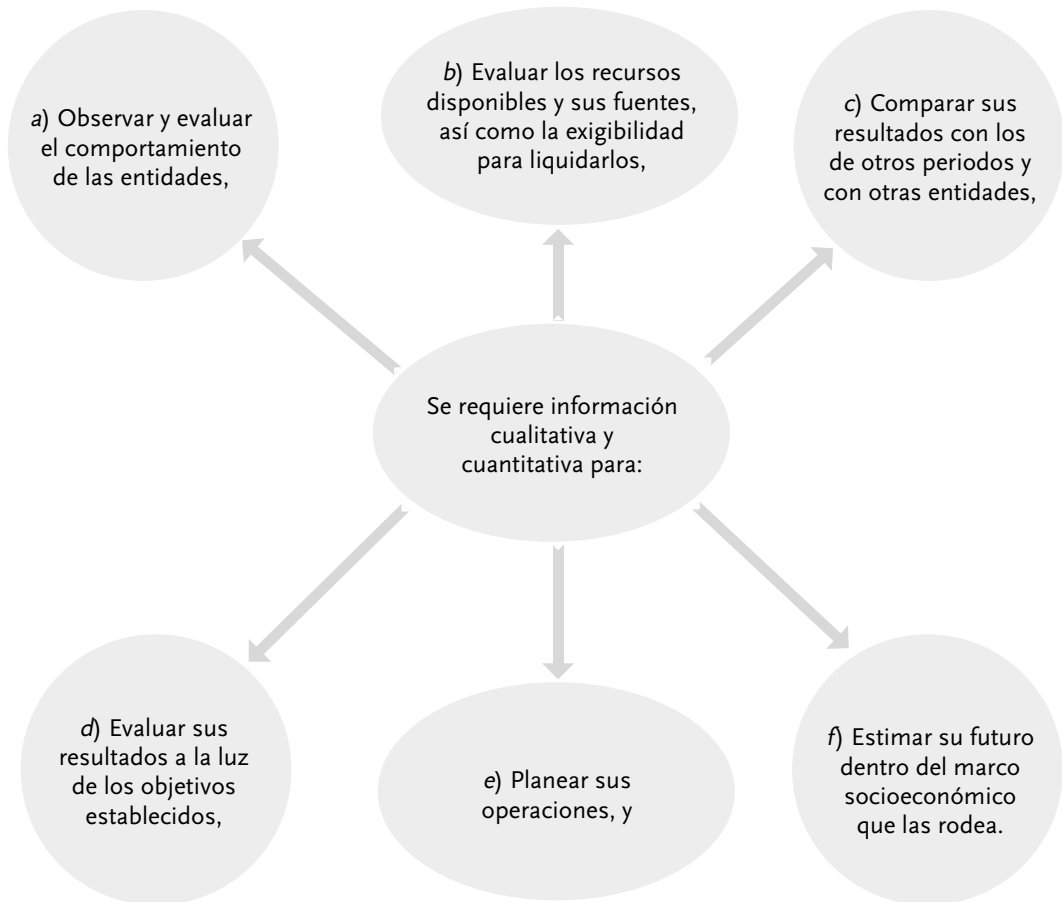 a) Observar y evaluar
el comportamiento
de las entidades,
b) Evaluar los recursos
disponibles y sus fuentes,
así como la exigibilidad
para liquidarlos,
c) Comparar sus
resultados con los
de otros periodos y
con otras entidades,
Se requiere información
cualitativa y
cuantitativa para:
d) Evaluar sus
resultados a la luz
de los objetivos
establecidos,
e) Planear sus
operaciones, y
f) Estimar su futuro
dentro del marco
socioeconómico
que las rodea.